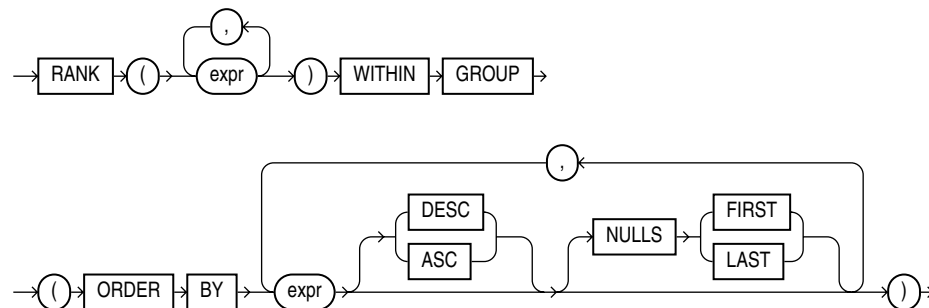 ,
RANK ( expr ) WITHIN GROUP
,
DESC FIRST
NULLS
ASC LAST
( ORDER BY expr )